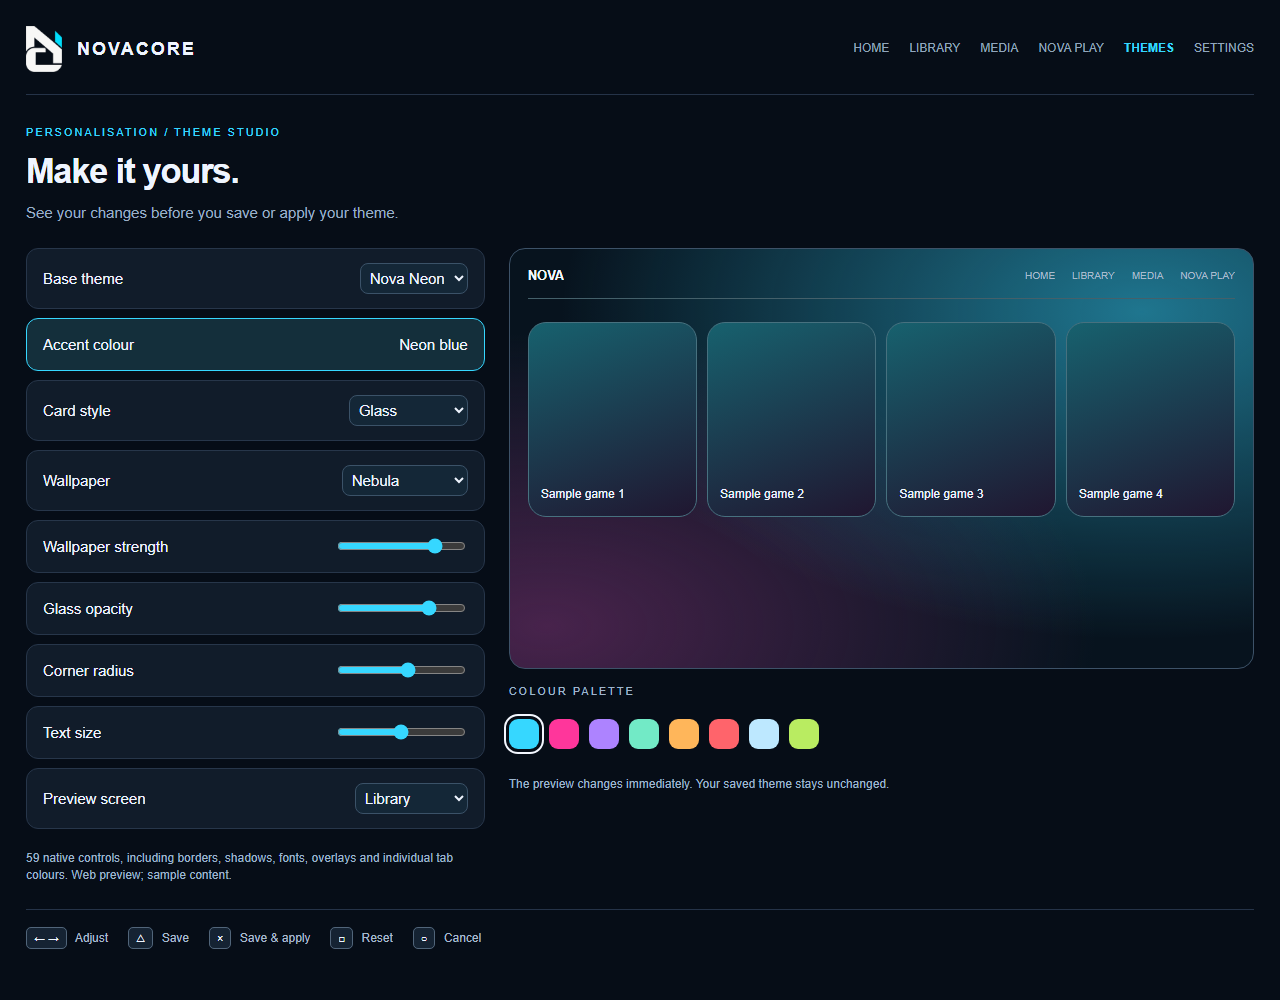 NOVACORE
HOME LIBRARY MEDIA NOVA PLAY THEMES SETTINGS
PERSONALISATION / THEME STUDIO
Make it yours.
See your changes before you save or apply your theme.
Base theme Nova Neon
Accent colour Neon blue
Card style Glass
Wallpaper Nebula
Wallpaper strength
Glass opacity
Corner radius
Text size
Preview screen Library
59 native controls, including borders, shadows, fonts, overlays and individual tab
colours. Web preview; sample content.
NOVA HOME LIBRARY MEDIA NOVA PLAY
Sample game 1 Sample game 2 Sample game 3 Sample game 4
COLOUR PALETTE
The preview changes immediately. Your saved theme stays unchanged.
←→ Adjust △ Save × Save & apply □ Reset ○ Cancel